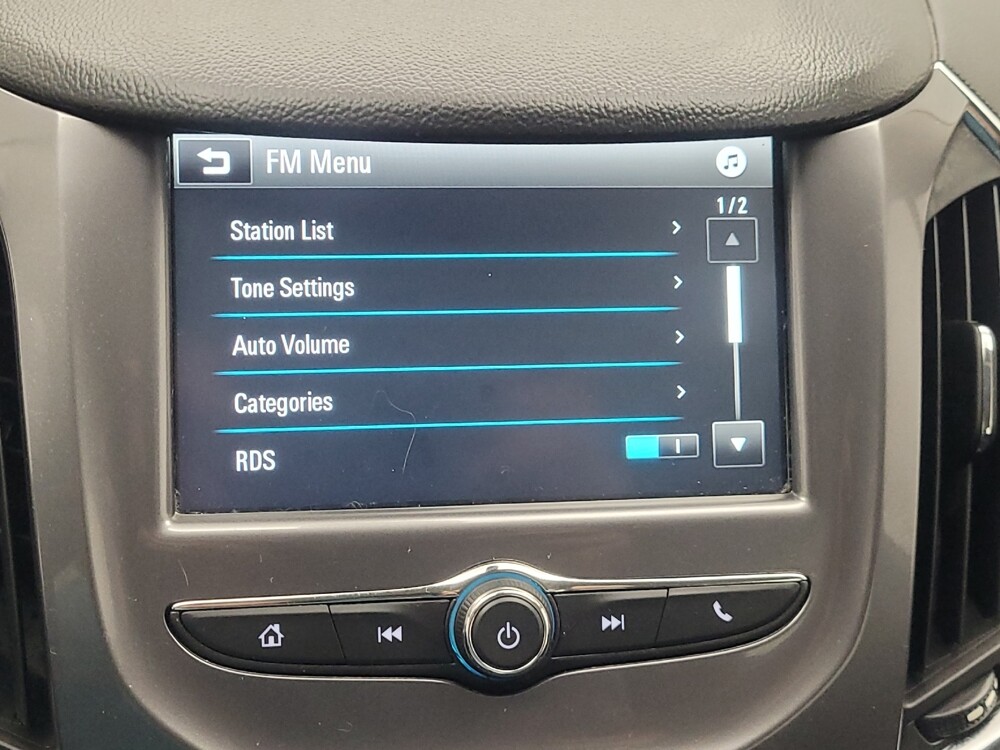 FM Menu
1/2
Station List
Tone Settings
Auto Volume
Categories
RDS